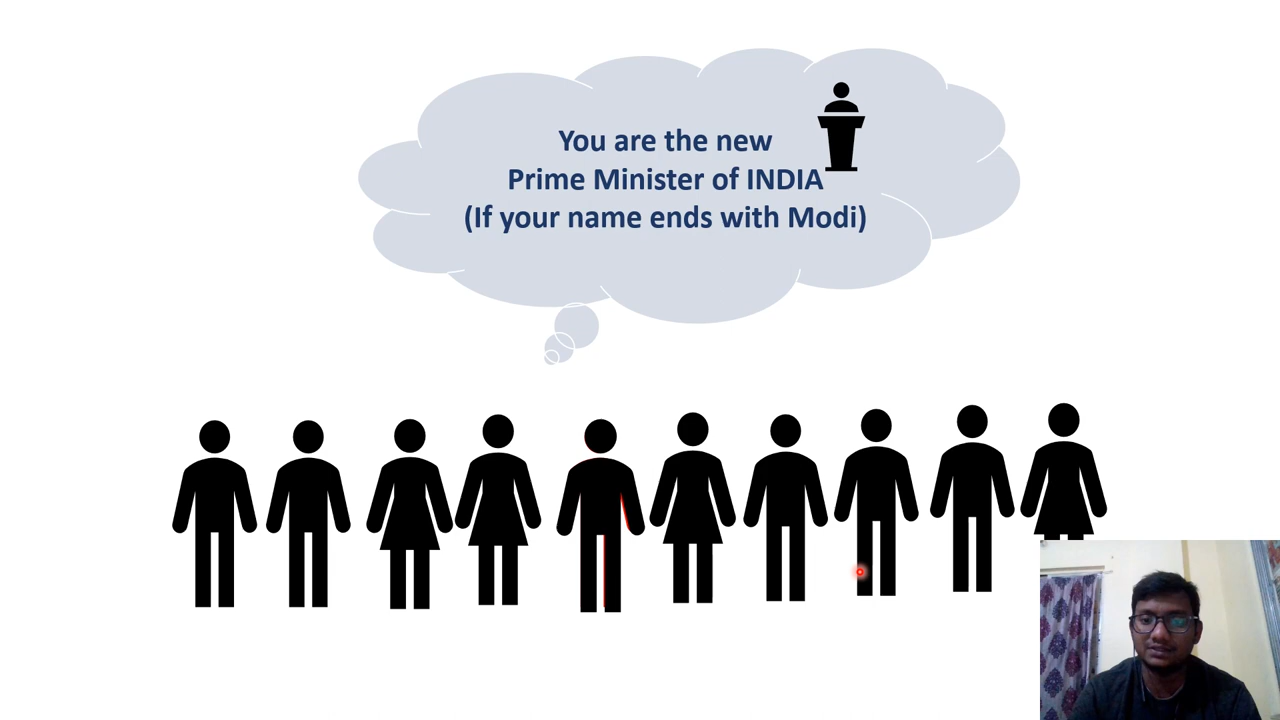 You are the new
Prime Minister of INDIA
(If your name ends with Modi)